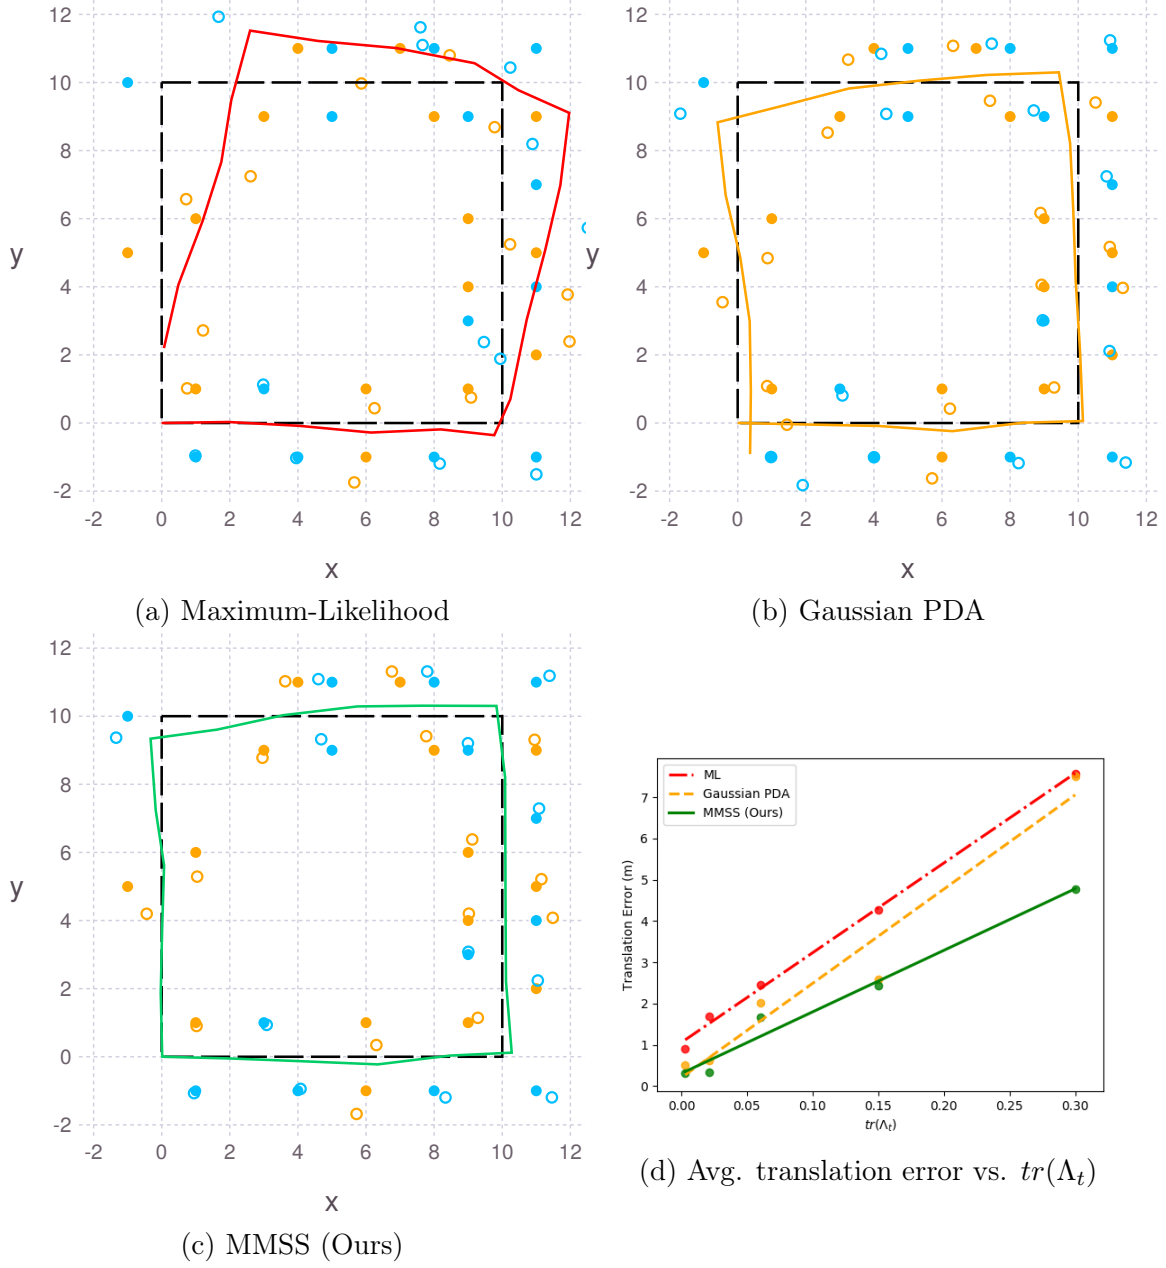 12
10
8
6
4
2
0
-2
y
-2 0 2 4 6 8 10 12
x
(a) Maximum-Likelihood
12
10
8
6
4
2
0
-2
y
-2 0 2 4 6 8 10 12
x
(b) Gaussian PDA
12
10
8
6
4
2
0
-2
y
-2 0 2 4 6 8 10 12
x
(c) MMSS (Ours)
ML
Gaussian PDA
MMSS (Ours)
Translation Error (m)
7
6
5
4
3
2
1
0
0.00 0.05 0.10 0.15 0.20 0.25 0.30
tr(Λₜ)
(d) Avg. translation error vs. tr(Λₜ)